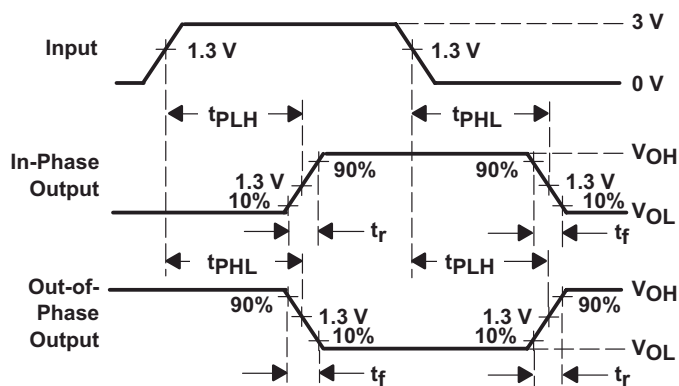 3 V
Input
1.3 V
1.3 V
0 V
tPLH
tPHL
VOH
In-Phase
Output
90%
90%
1.3 V
1.3 V
10%
10%
VOL
tr
tf
tPHL
tPLH
Out-of-
Phase
Output
VOH
90%
90%
1.3 V
1.3 V
10%
10%
VOL
tf
tr